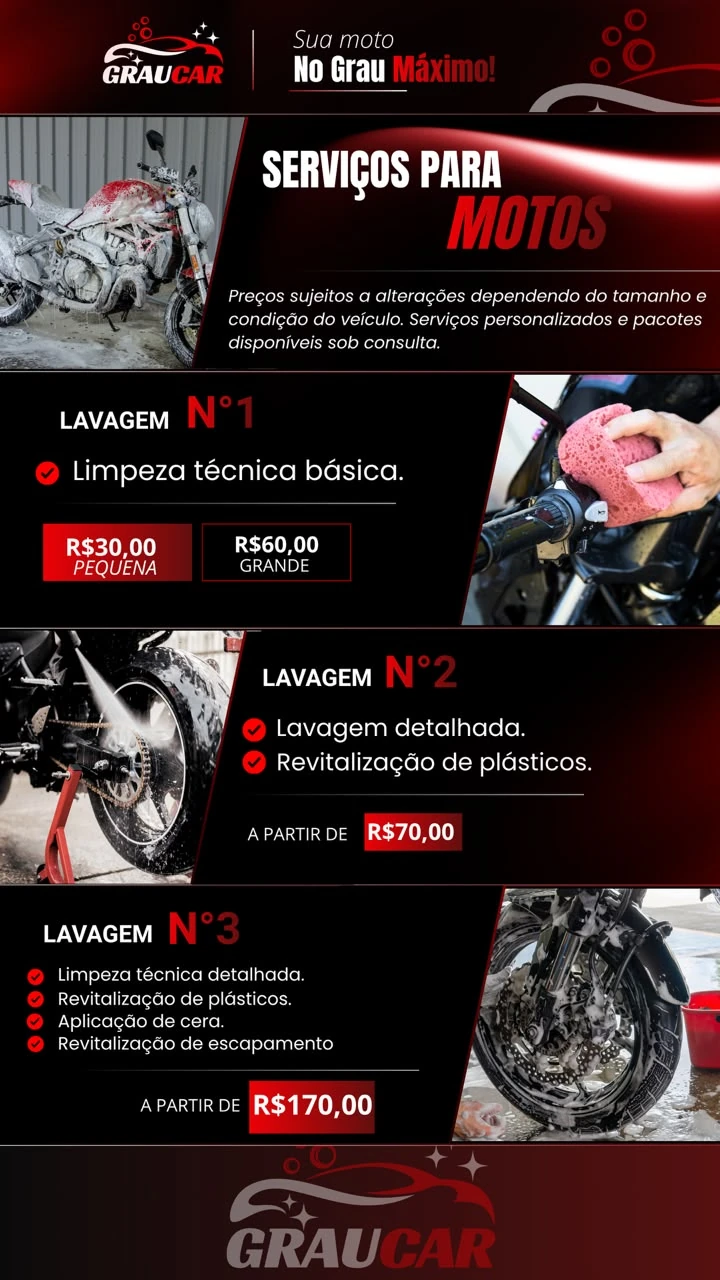 GRAUCAR
Sua moto
No Grau Máximo!
SERVIÇOS PARA
MOTOS
Preços sujeitos a alterações dependendo do tamanho e
condição do veículo. Serviços personalizados e pacotes
disponíveis sob consulta.
LAVAGEM N°1
Limpeza técnica básica.
R$30,00
PEQUENA
R$60,00
GRANDE
LAVAGEM N°2
Lavagem detalhada.
Revitalização de plásticos.
A PARTIR DE R$70,00
LAVAGEM N°3
Limpeza técnica detalhada.
Revitalização de plásticos.
Aplicação de cera.
Revitalização de escapamento
A PARTIR DE R$170,00
GRAUCAR